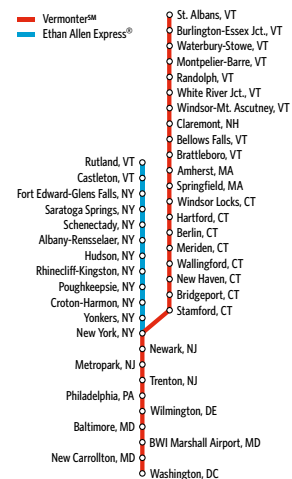 Vermonter℠
Ethan Allen Express®
St. Albans, VT
Burlington-Essex Jct., VT
Waterbury-Stowe, VT
Montpelier-Barre, VT
Randolph, VT
White River Jct., VT
Windsor-Mt. Ascutney, VT
Claremont, NH
Bellows Falls, VT
Brattleboro, VT
Amherst, MA
Springfield, MA
Windsor Locks, CT
Hartford, CT
Berlin, CT
Meriden, CT
Wallingford, CT
New Haven, CT
Bridgeport, CT
Stamford, CT
Rutland, VT
Castleton, VT
Fort Edward-Glens Falls, NY
Saratoga Springs, NY
Schenectady, NY
Albany-Rensselaer, NY
Hudson, NY
Rhinecliff-Kingston, NY
Poughkeepsie, NY
Croton-Harmon, NY
Yonkers, NY
New York, NY
Newark, NJ
Metropark, NJ
Trenton, NJ
Philadelphia, PA
Wilmington, DE
Baltimore, MD
BWI Marshall Airport, MD
New Carrollton, MD
Washington, DC